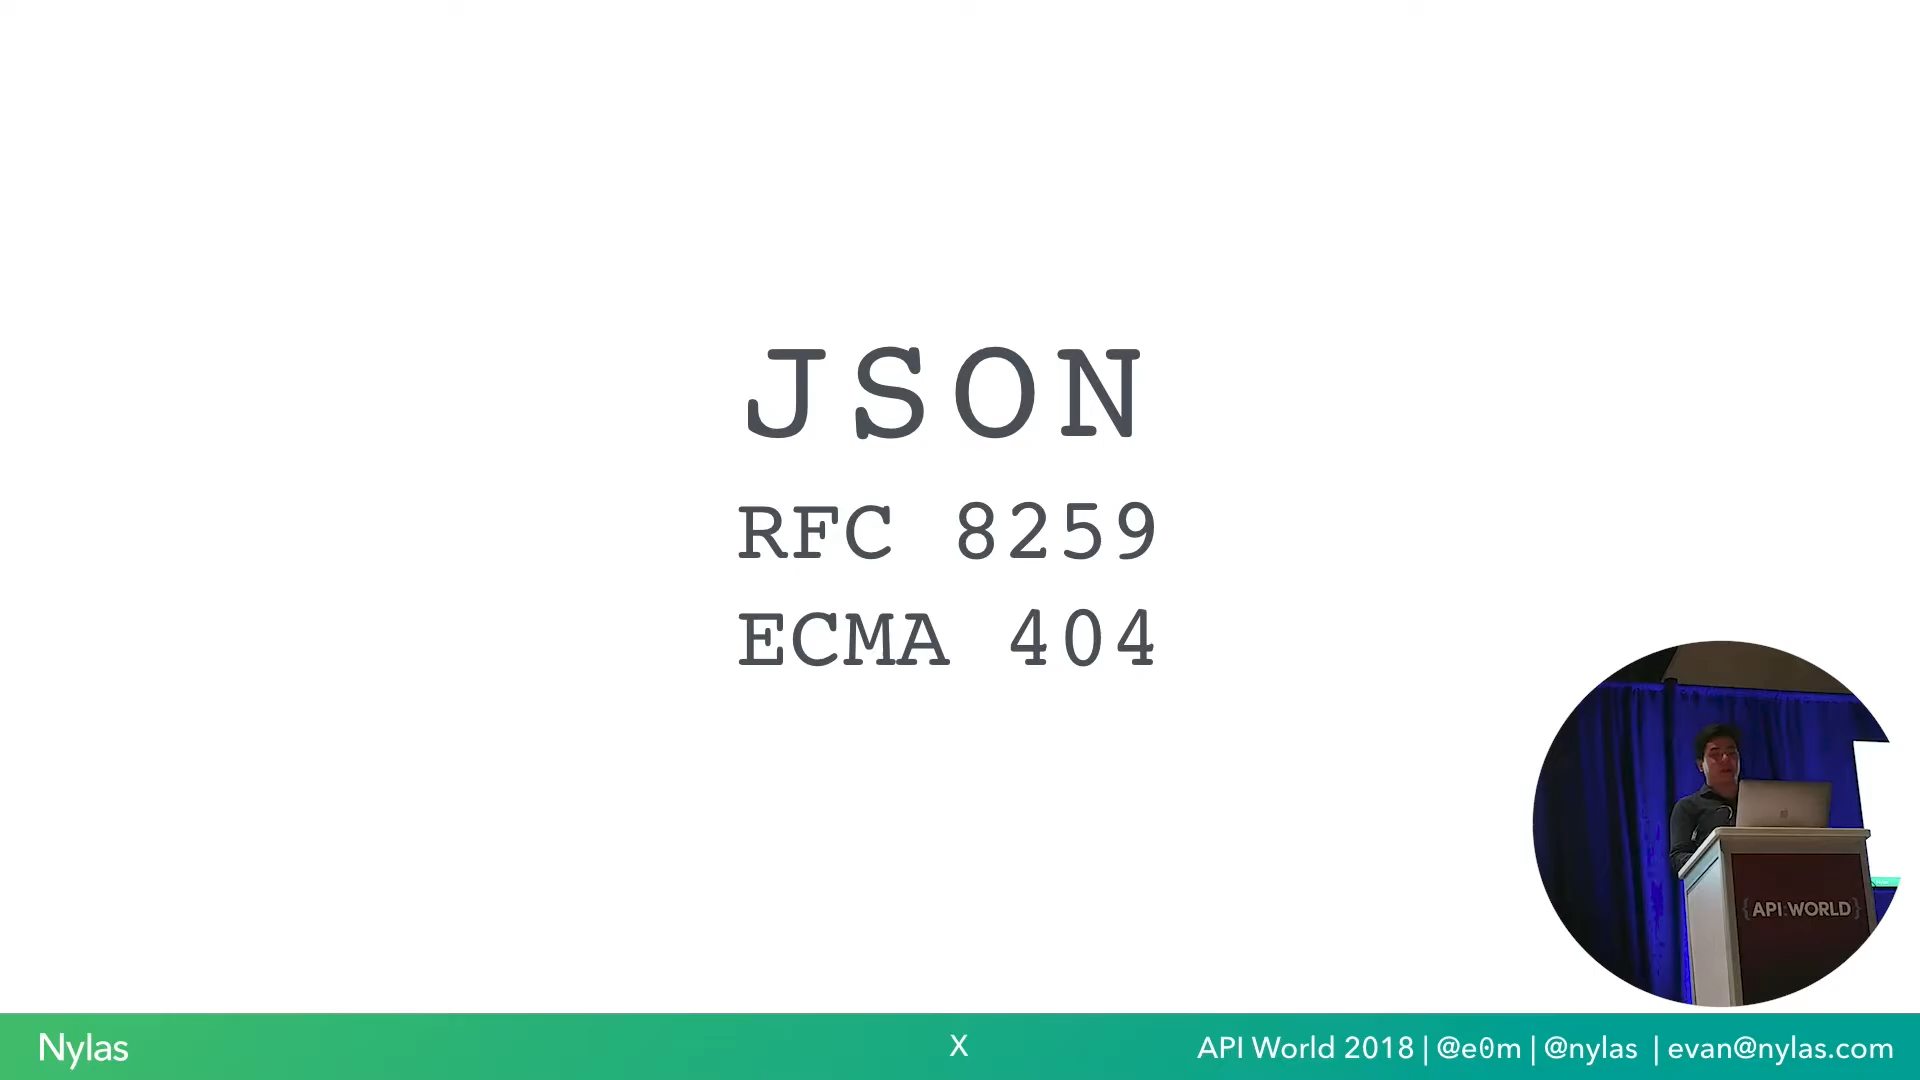 JSON
RFC 8259
ECMA 404
{API:WORLD}
Nylas
X
API World 2018 | @e0m | @nylas | evan@nylas.com